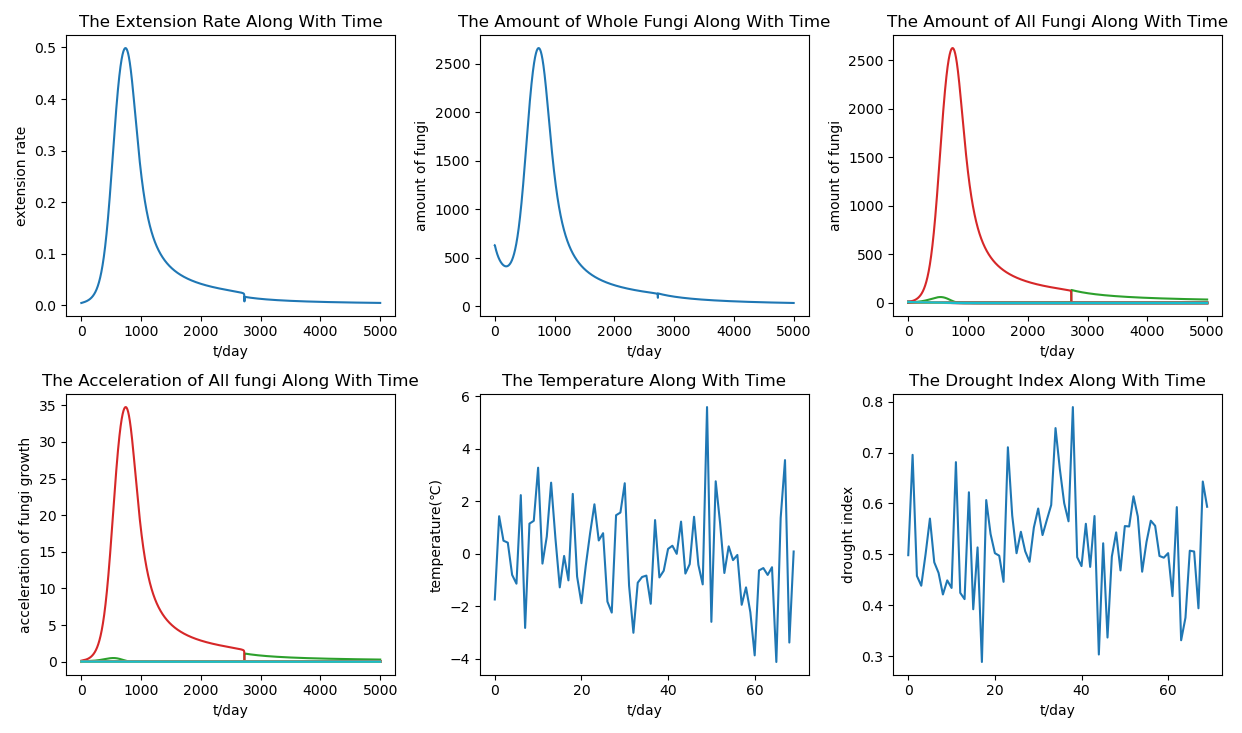 The Extension Rate Along With Time
The Amount of Whole Fungi Along With Time
The Amount of All Fungi Along With Time
extension rate
0.5
0.4
0.3
0.2
0.1
0.0
0 1000 2000 3000 4000 5000
t/day
amount of fungi
2500
2000
1500
1000
500
0
0 1000 2000 3000 4000 5000
t/day
amount of fungi
2500
2000
1500
1000
500
0
0 1000 2000 3000 4000 5000
t/day
The Acceleration of All fungi Along With Time
The Temperature Along With Time
The Drought Index Along With Time
acceleration of fungi growth
35
30
25
20
15
10
5
0
0 1000 2000 3000 4000 5000
t/day
temperature(℃)
6
4
2
0
−2
−4
0 20 40 60
t/day
drought index
0.8
0.7
0.6
0.5
0.4
0.3
0 20 40 60
t/day